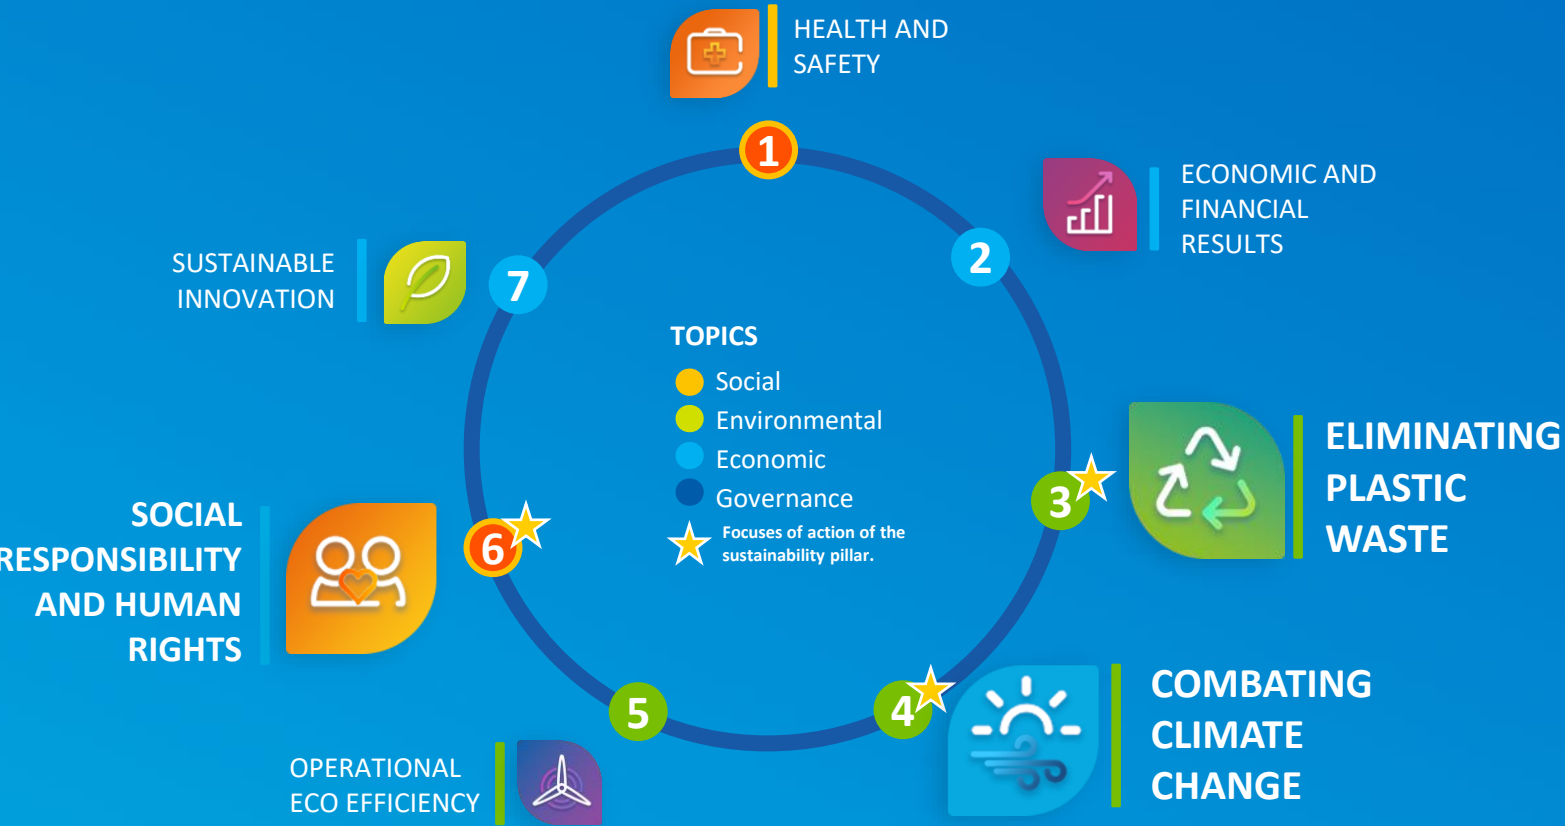 HEALTH AND
SAFETY
1
ECONOMIC AND
FINANCIAL
RESULTS
2
SUSTAINABLE
INNOVATION
7
TOPICS
Social
Environmental
Economic
Governance
Focuses of action of the
sustainability pillar.
ELIMINATING
PLASTIC
WASTE
3
SOCIAL
RESPONSIBILITY
AND HUMAN
RIGHTS
6
COMBATING
CLIMATE
CHANGE
4
5
OPERATIONAL
ECO EFFICIENCY